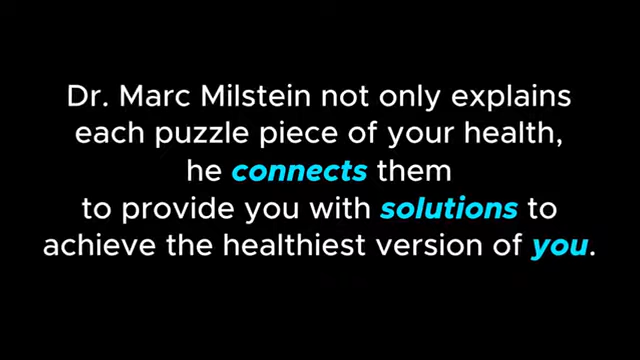 Dr. Marc Milstein not only explains
each puzzle piece of your health,
he connects them
to provide you with solutions to
achieve the healthiest version of you.